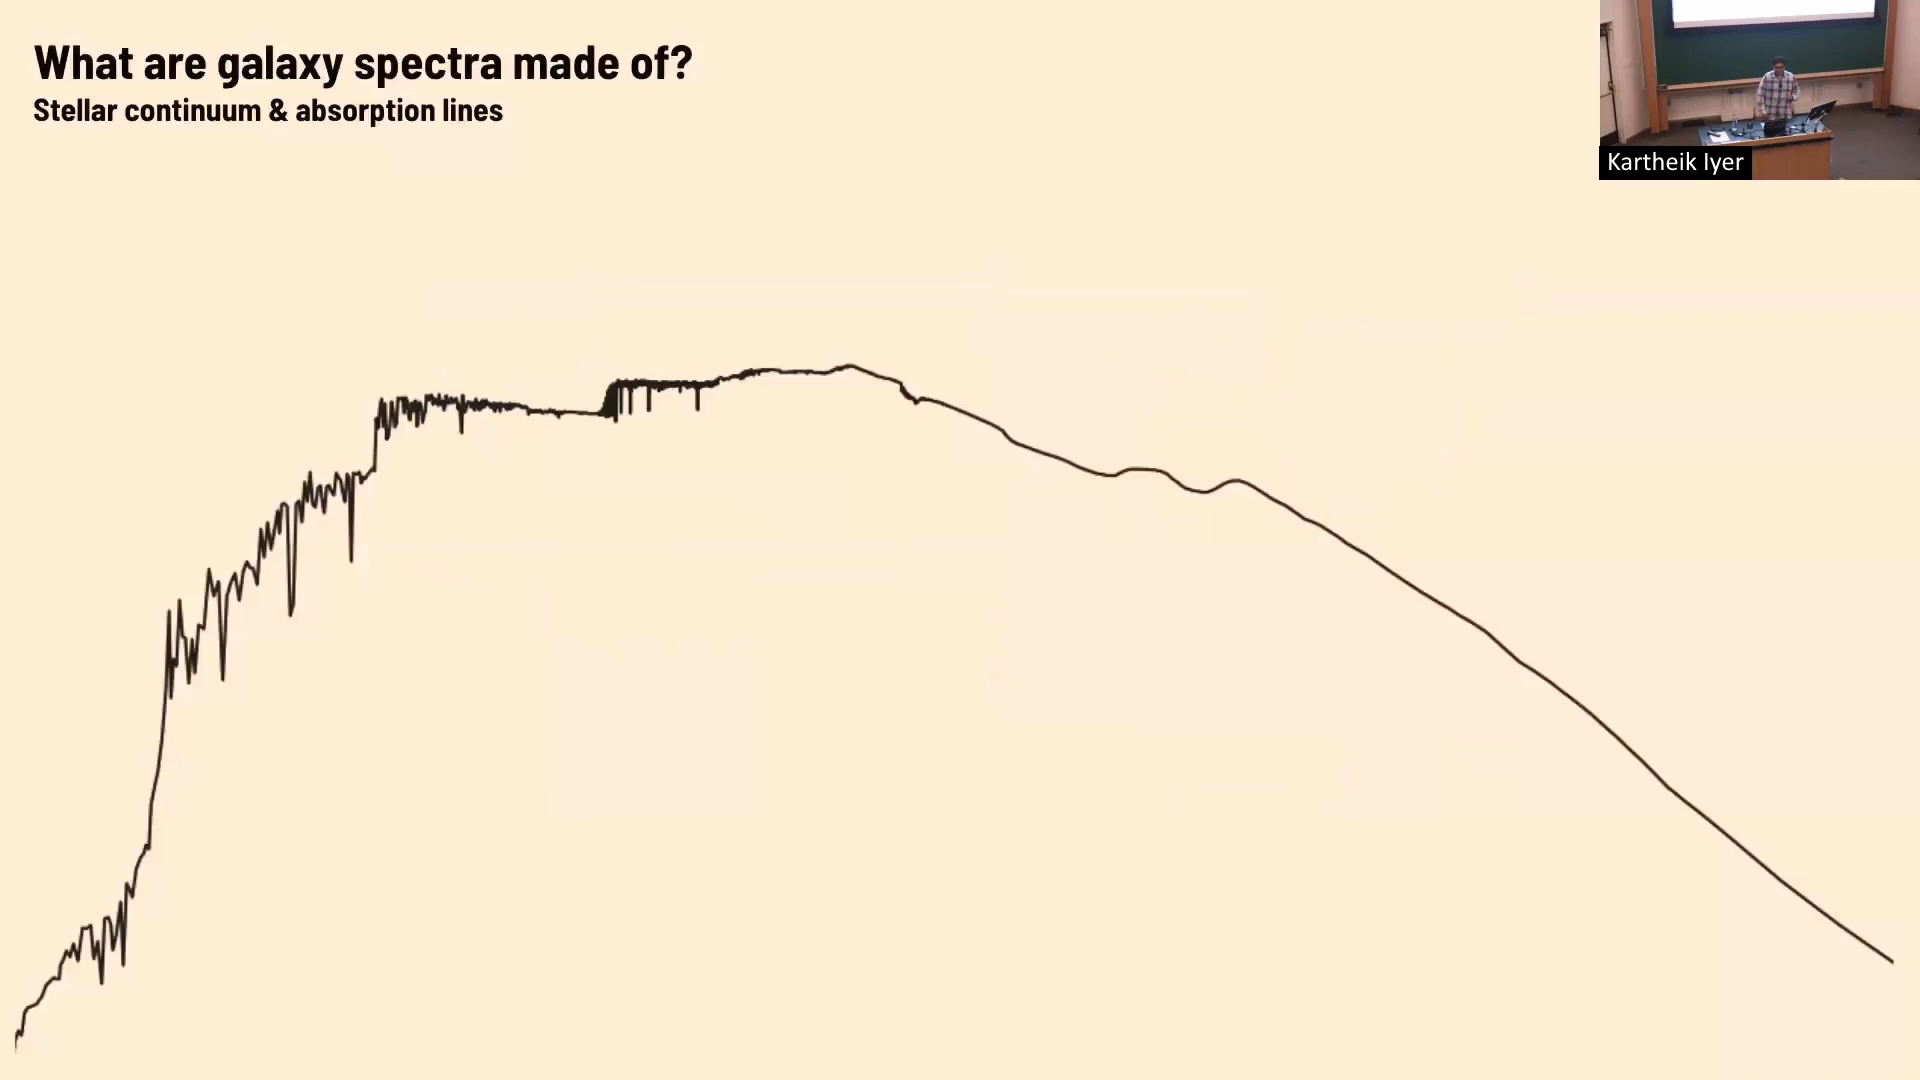 What are galaxy spectra made of?
Stellar continuum & absorption lines
Kartheik Iyer